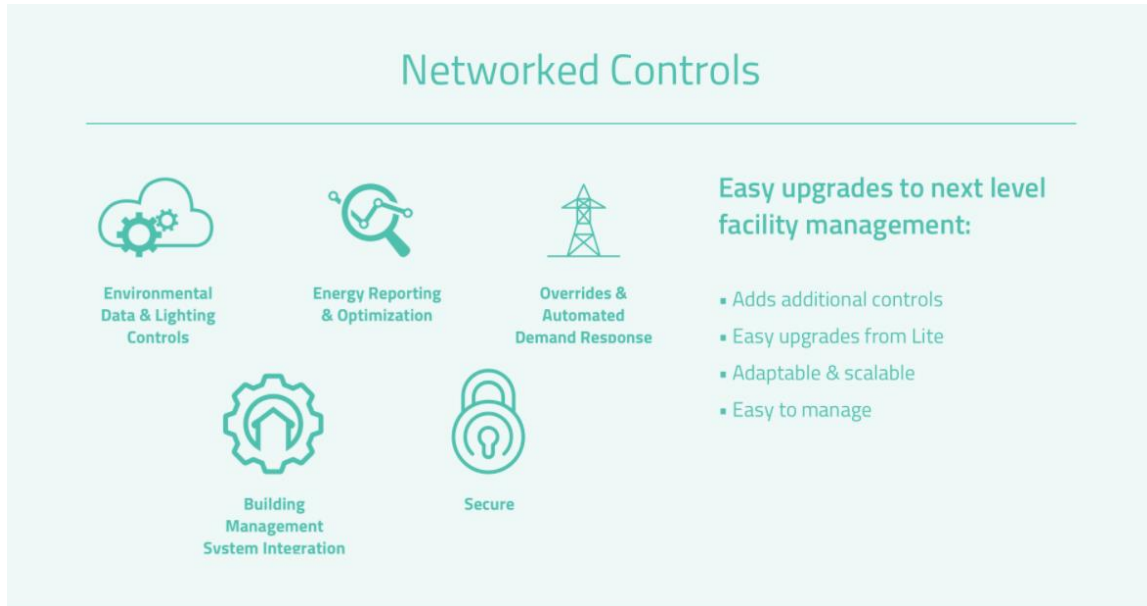 Networked Controls
Environmental
Data & Lighting
Controls
Energy Reporting
& Optimization
Overrides &
Automated
Demand Response
Building
Management
System Integration
Secure
Easy upgrades to next level
facility management:
▪ Adds additional controls
▪ Easy upgrades from Lite
▪ Adaptable & scalable
▪ Easy to manage